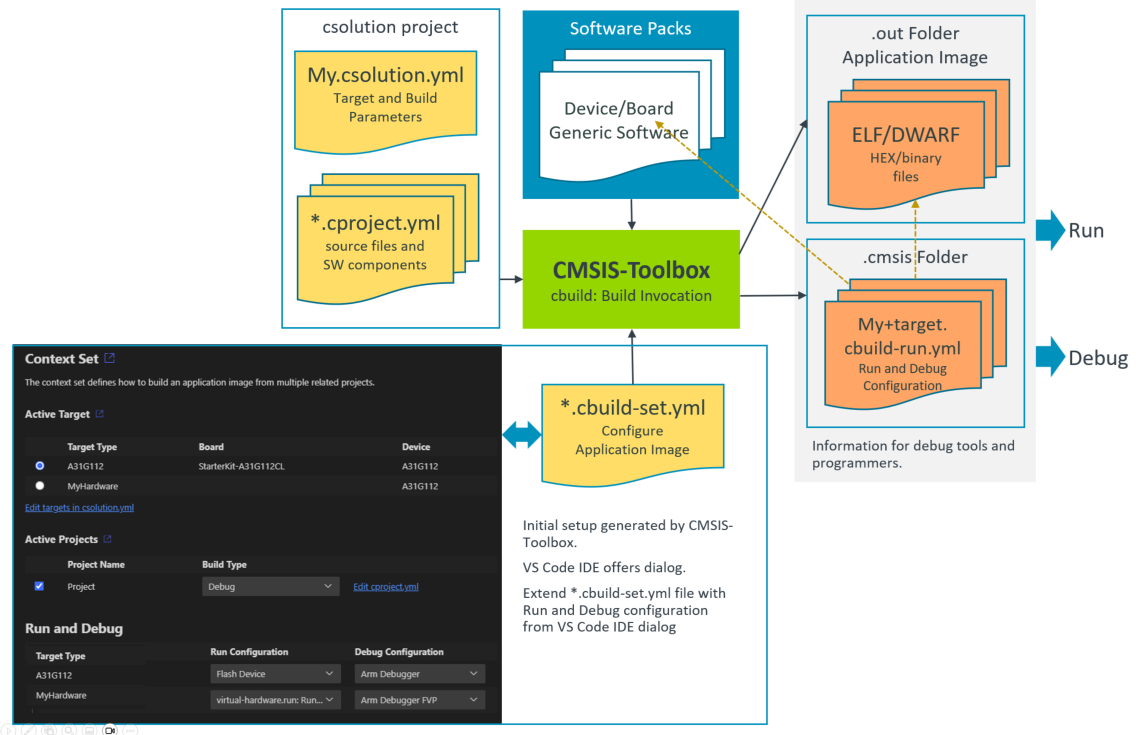 csolution project
My.csolution.yml
Target and Build
Parameters
*.cproject.yml
source files and
SW components
Software Packs
Device/Board
Generic Software
CMSIS-Toolbox
cbuild: Build Invocation
.out Folder
Application Image
ELF/DWARF
HEX/binary
files
.cmsis Folder
My+target.
cbuild-run.yml
Run and Debug
Configuration
Information for debug tools and
programmers.
Run
Debug
Context Set
The context set defines how to build an application image from multiple related projects.
Active Target
Target Type Board Device
A31G112 StarterKit-A31G112CL A31G112
MyHardware A31G112
Edit targets in csolution.yml
Active Projects
Project Name Build Type
Project Debug Edit cproject.yml
Run and Debug
Target Type Run Configuration Debug Configuration
A31G112 Flash Device Arm Debugger
MyHardware virtual-hardware.run: Run... Arm Debugger FVP
*.cbuild-set.yml
Configure
Application Image
Initial setup generated by CMSIS-
Toolbox.
VS Code IDE offers dialog.
Extend *.cbuild-set.yml file with
Run and Debug configuration
from VS Code IDE dialog